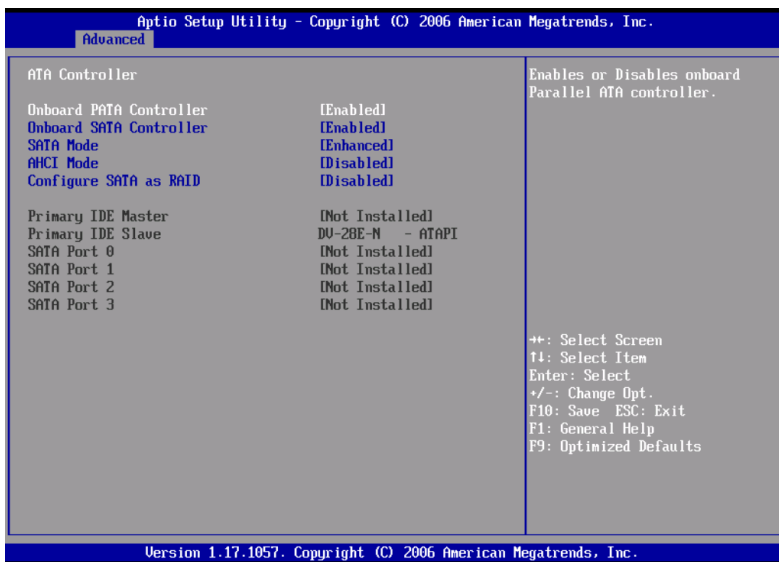 Aptio Setup Utility - Copyright (C) 2006 American Megatrends, Inc.
Advanced
ATA Controller
Onboard PATA Controller [Enabled]
Onboard SATA Controller [Enabled]
SATA Mode [Enhanced]
AHCI Mode [Disabled]
Configure SATA as RAID [Disabled]
Primary IDE Master [Not Installed]
Primary IDE Slave DV-28E-N - ATAPI
SATA Port 0 [Not Installed]
SATA Port 1 [Not Installed]
SATA Port 2 [Not Installed]
SATA Port 3 [Not Installed]
Enables or Disables onboard
Parallel ATA controller.
→←: Select Screen
↑↓: Select Item
Enter: Select
+/-: Change Opt.
F10: Save ESC: Exit
F1: General Help
F9: Optimized Defaults
Version 1.17.1057. Copyright (C) 2006 American Megatrends, Inc.